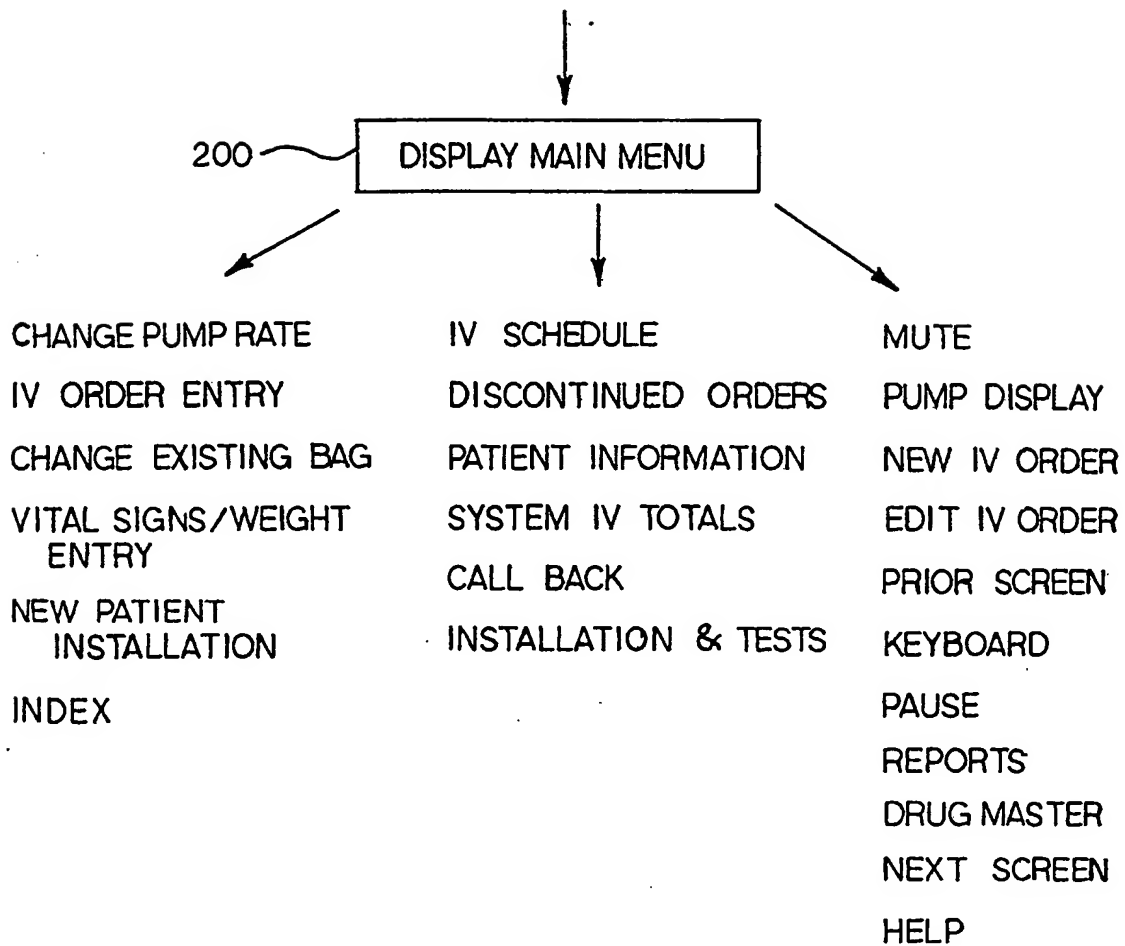 200
DISPLAY MAIN MENU
CHANGE PUMP RATE
IV ORDER ENTRY
CHANGE EXISTING BAG
VITAL SIGNS/WEIGHT
ENTRY
NEW PATIENT
INSTALLATION
INDEX
IV SCHEDULE
DISCONTINUED ORDERS
PATIENT INFORMATION
SYSTEM IV TOTALS
CALL BACK
INSTALLATION & TESTS
MUTE
PUMP DISPLAY
NEW IV ORDER
EDIT IV ORDER
PRIOR SCREEN
KEYBOARD
PAUSE
REPORTS
DRUG MASTER
NEXT SCREEN
HELP